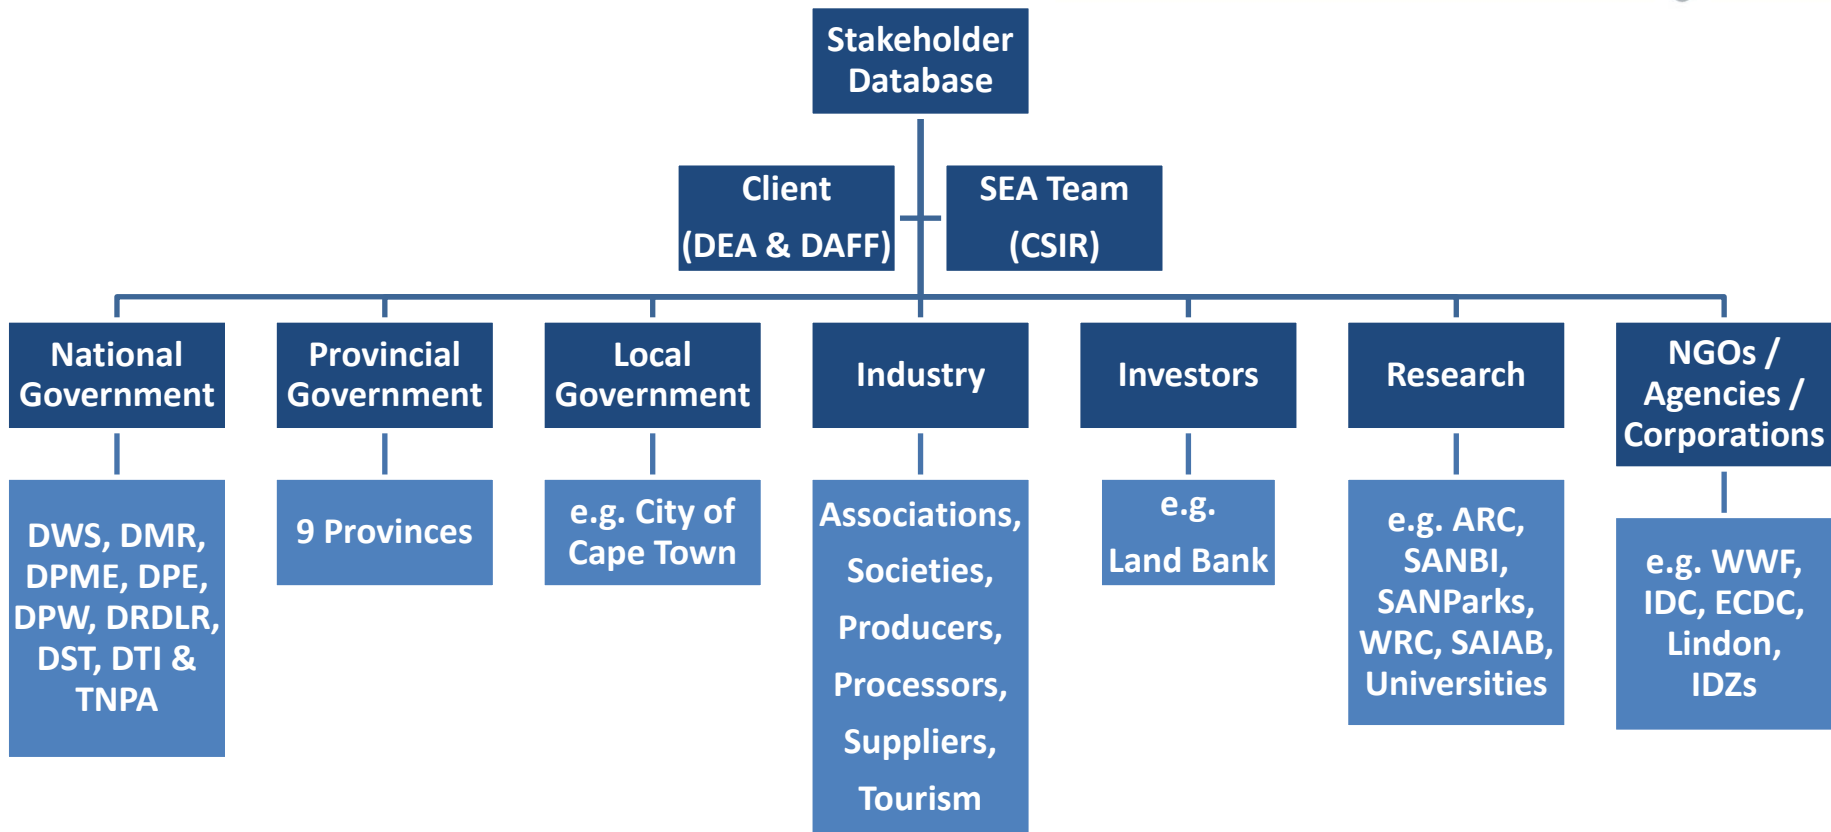 Stakeholder
Database
Client
(DEA & DAFF)
SEA Team
(CSIR)
National
Government
Provincial
Government
Local
Government
Industry
Investors
Research
NGOs /
Agencies /
Corporations
DWS, DMR,
DPME, DPE,
DPW, DRDLR,
DST, DTI &
TNPA
9 Provinces
e.g. City of
Cape Town
Associations,
Societies,
Producers,
Processors,
Suppliers,
Tourism
e.g.
Land Bank
e.g. ARC,
SANBI,
SANParks,
WRC, SAIAB,
Universities
e.g. WWF,
IDC, ECDC,
Lindon,
IDZs